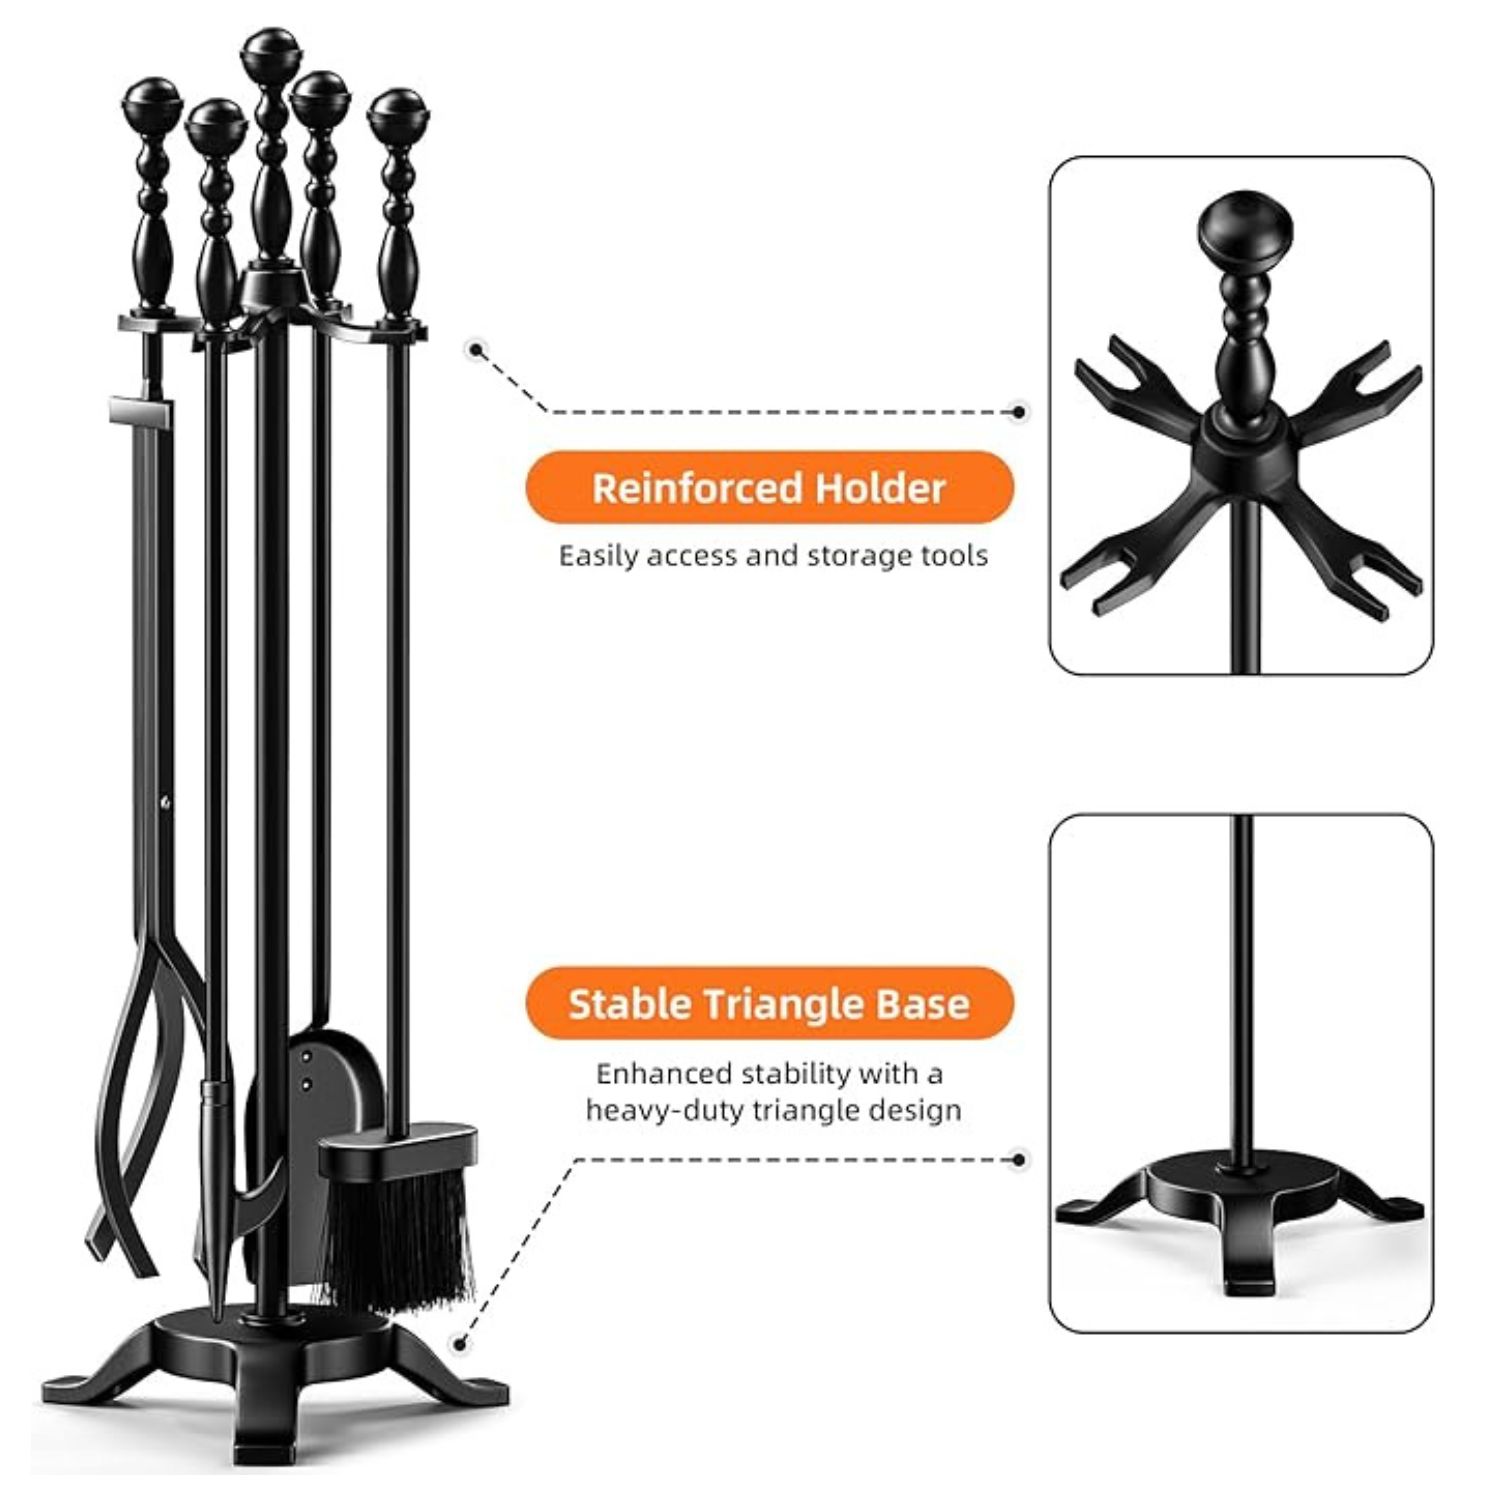 Reinforced Holder
Easily access and storage tools
Stable Triangle Base
Enhanced stability with a
heavy-duty triangle design